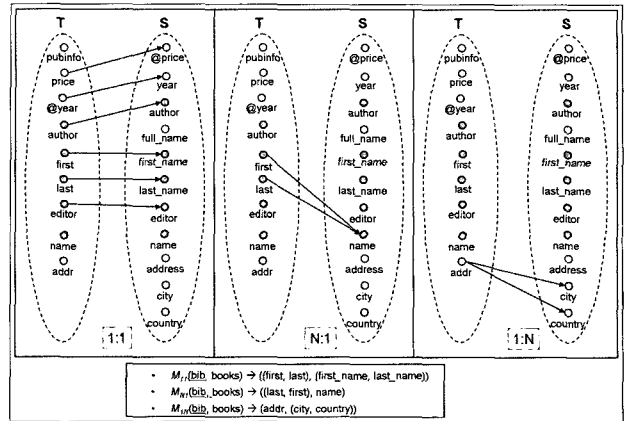 T S T S T S
pubinfo
price
@year
author
first
last
editor
name
addr
@price
year
author
full_name
first_name
last_name
editor
name
address
city
country
1:1
pubinfo
price
@year
author
first
last
editor
name
addr
@price
year
author
full_name
first_name
last_name
editor
name
address
city
country
N:1
pubinfo
price
@year
author
first
last
editor
name
addr
@price
year
author
full_name
first_name
last_name
editor
name
address
city
country
1:N
• M11(bib, books) → ((first, last), (first_name, last_name))
• MN1(bib, books) → ((last, first), name)
• M1N(bib, books) → (addr, (city, country))